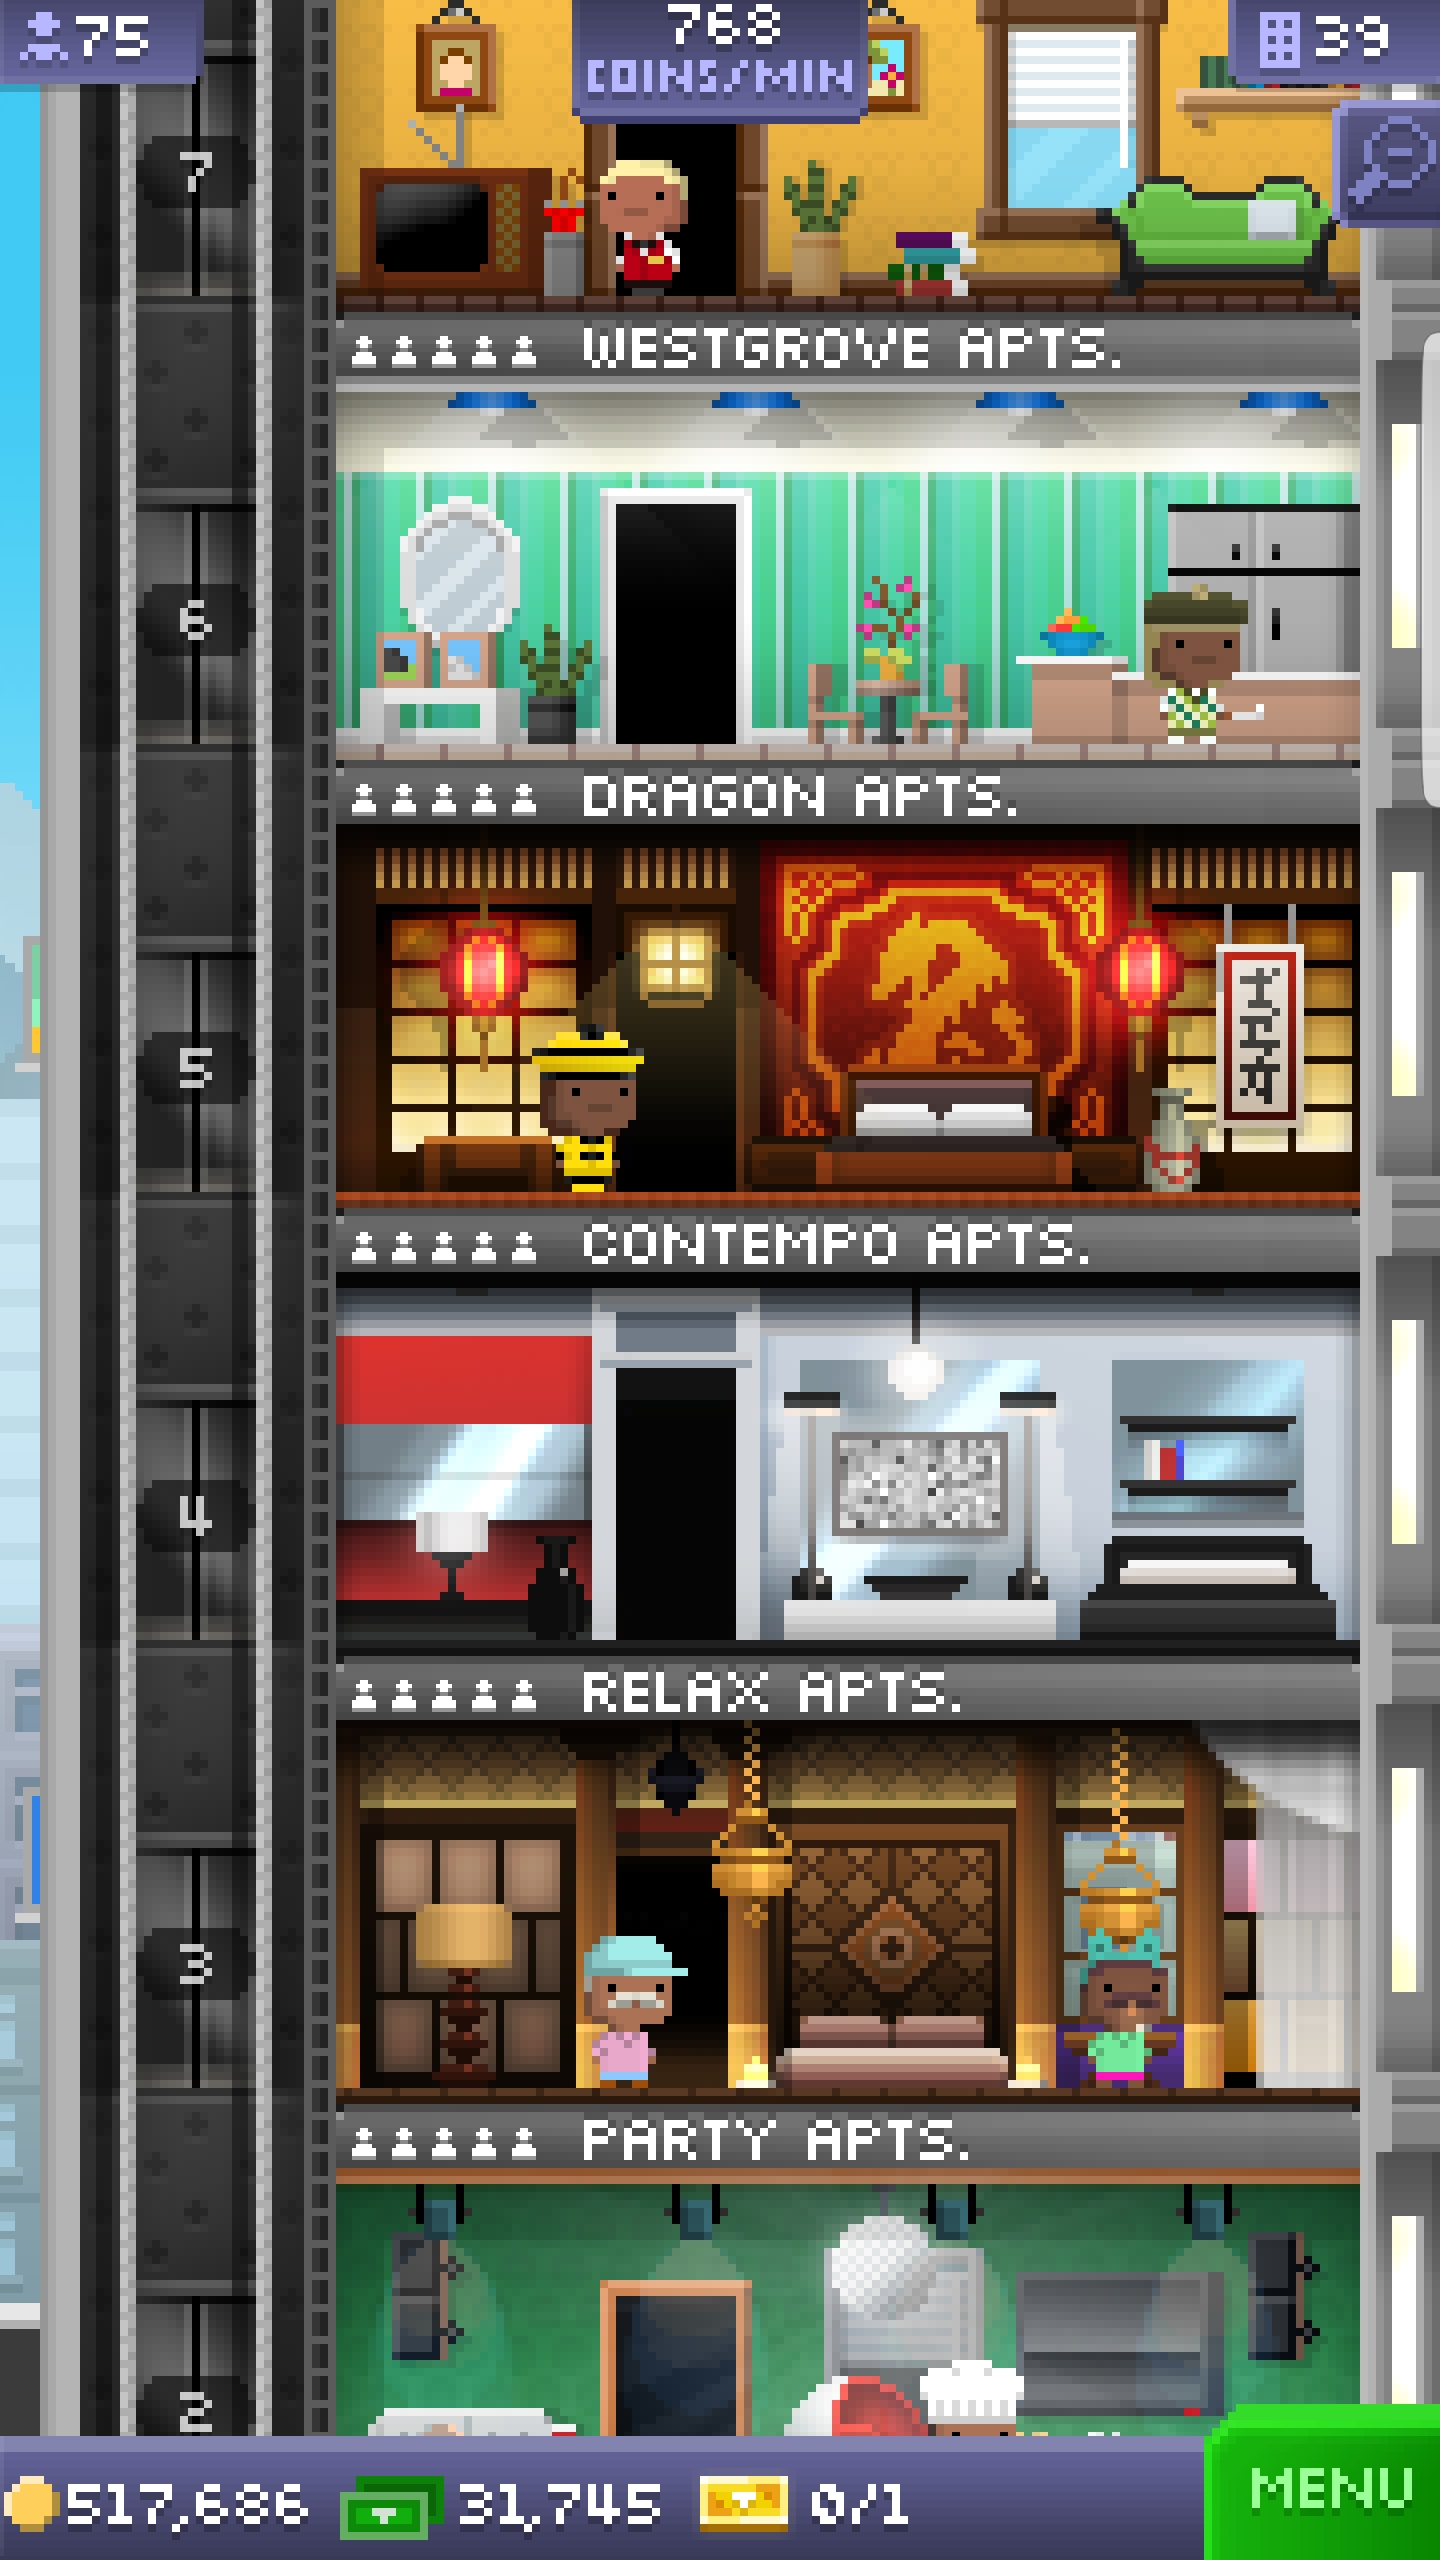 75
768
COINS/MIN
39
7
WESTGROVE APTS.
6
DRAGON APTS.
5
CONTEMPO APTS.
4
RELAX APTS.
3
PARTY APTS.
2
517,686
31,745
0/1
MENU